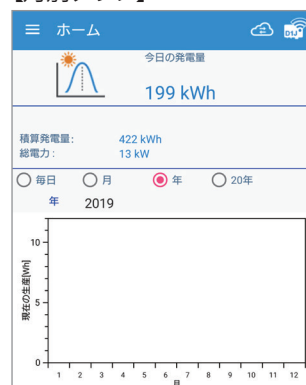 ホーム
D1J
今日の発電量
199 kWh
積算発電量: 422 kWh
総電力: 13 kW
毎日 月 年 20年
年 2019
現在の生産[Wh]
10
5
0
1 2 3 4 5 6 7 8 9 10 11 12
月